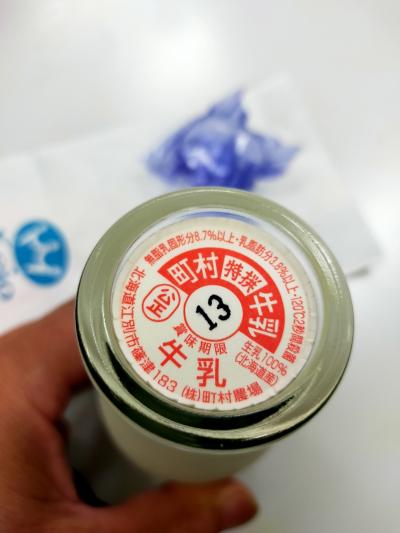 無脂乳固形分8.7%以上・乳脂肪分3.8%以上・120℃2秒間殺菌
町村 特撰 牛乳
公正
13
賞味期限
生乳100%
(北海道産)
牛乳
北海道江別市篠津183 (株)町村農場